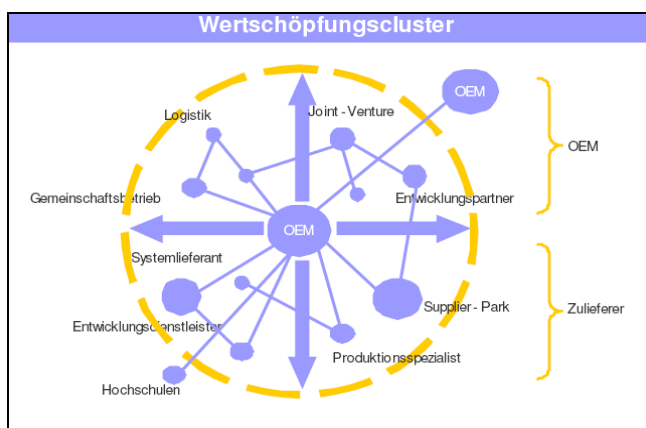 Wertschöpfungscluster
OEM
Logistik
Joint - Venture
OEM
Gemeinschaftsbetrieb
Entwicklungspartner
OEM
Systemlieferant
Supplier - Park
Zulieferer
Entwicklungsdienstleister
Produktionsspezialist
Hochschulen